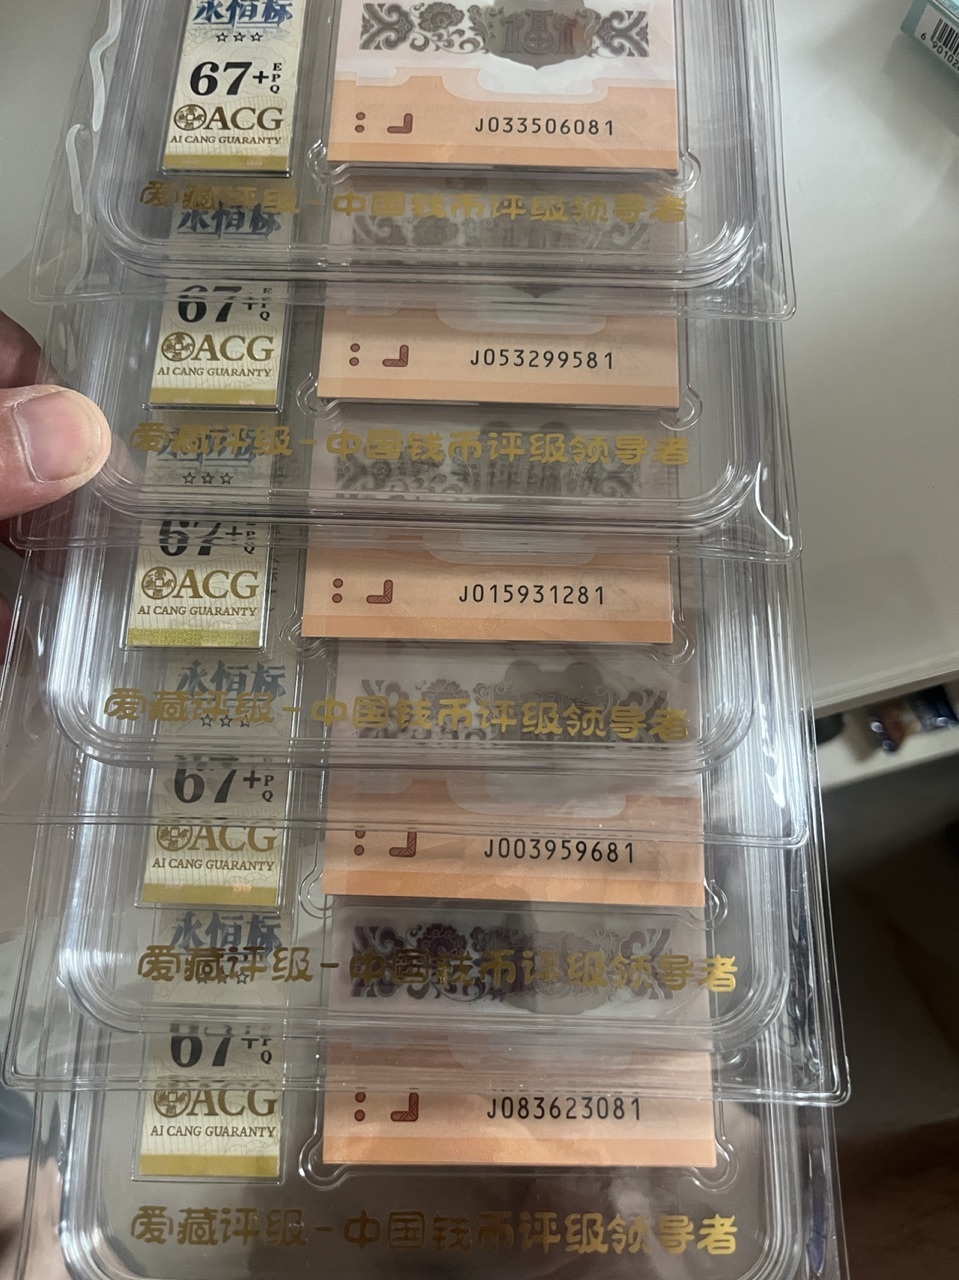 永恒标
☆☆☆
67+EPQ
ACG
AI CANG GUARANTY
J033506081
爱藏评级-中国钱币评级领导者
永恒标
67+EPQ
ACG
AI CANG GUARANTY
J053299581
爱藏评级-中国钱币评级领导者
☆☆☆
67+EPQ
ACG
AI CANG GUARANTY
J015931281
永恒标
爱藏评级-中国钱币评级领导者
☆☆☆
67+EPQ
ACG
AI CANG GUARANTY
J003959681
永恒标
爱藏评级-中国钱币评级领导者
67+EPQ
ACG
AI CANG GUARANTY
J083623081
爱藏评级-中国钱币评级领导者